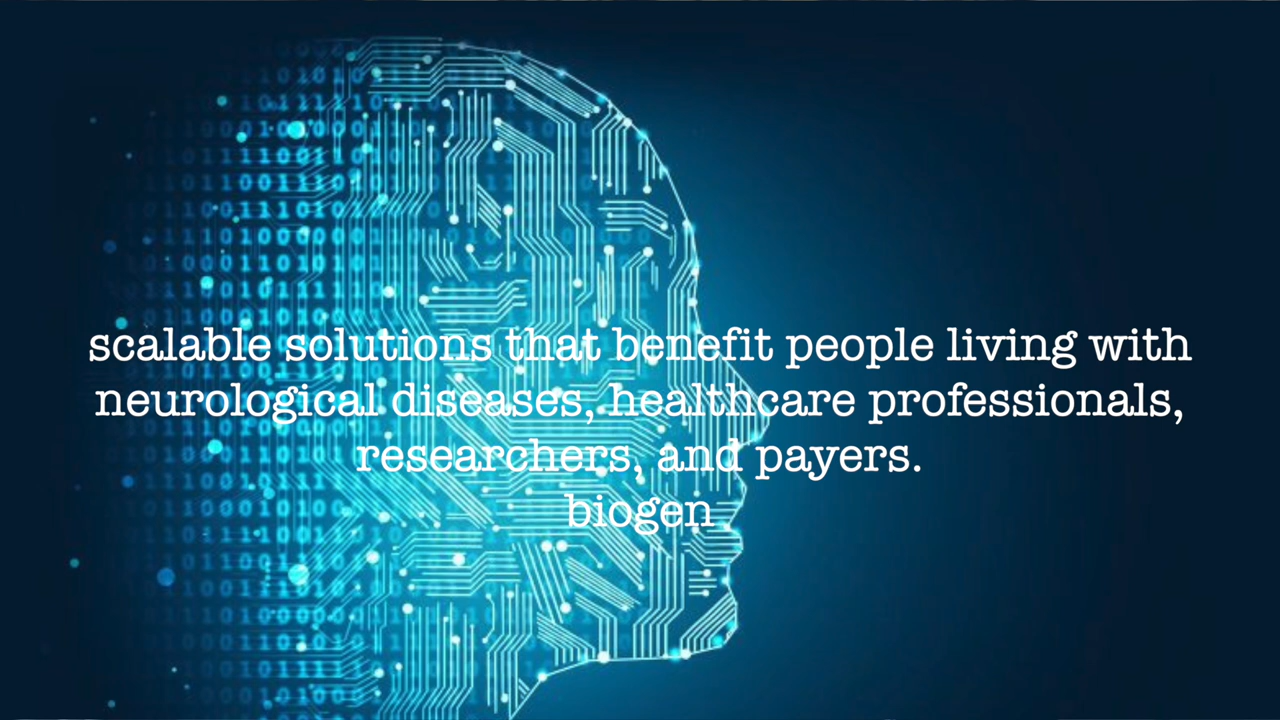 scalable solutions that benefit people living with
neurological diseases, healthcare professionals,
researchers, and payers.
biogen